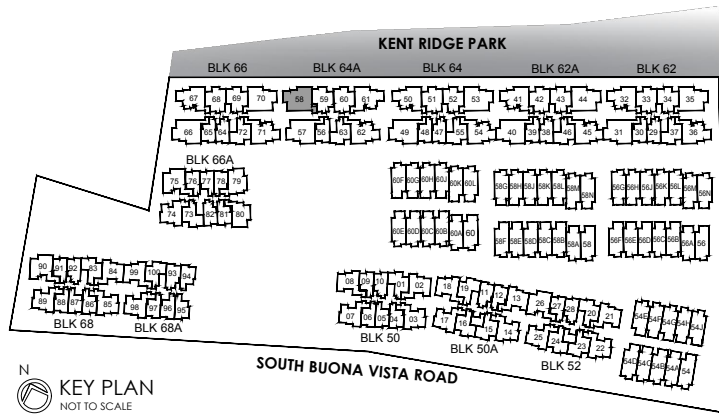 KENT RIDGE PARK
BLK 66 BLK 64A BLK 64 BLK 62A BLK 62
67 68 69 70 58 59 60 61 50 51 52 53 41 42 43 44 32 33 34 35
66 65 64 72 71 57 56 63 62 49 48 47 55 54 40 39 38 46 45 31 30 29 37 36
BLK 66A
75 76 77 78 79 60F 60G 60H 60J 60K 60L 58G 58H 58J 58K 58L 58M 58N 56G 56H 56J 56K 56L 56M 56N
74 73 82 81 80 60E 60D 60C 60B 60A 60 58F 58E 58D 58C 58B 58A 58 56F 56D 56C 56B 56A 56
90 91 92 83 84 99 100 93 94 08 09 10 01 02 18 19 11 12 13 26 27 28 20 21 54E 54F 54G 54H 54J
89 88 87 86 85 98 97 96 95 07 06 05 04 03 17 16 15 14 25 24 23 22 54D 54C 54B 54A 54
BLK 68 BLK 68A BLK 50 BLK 50A BLK 52
SOUTH BUONA VISTA ROAD
N
KEY PLAN
NOT TO SCALE